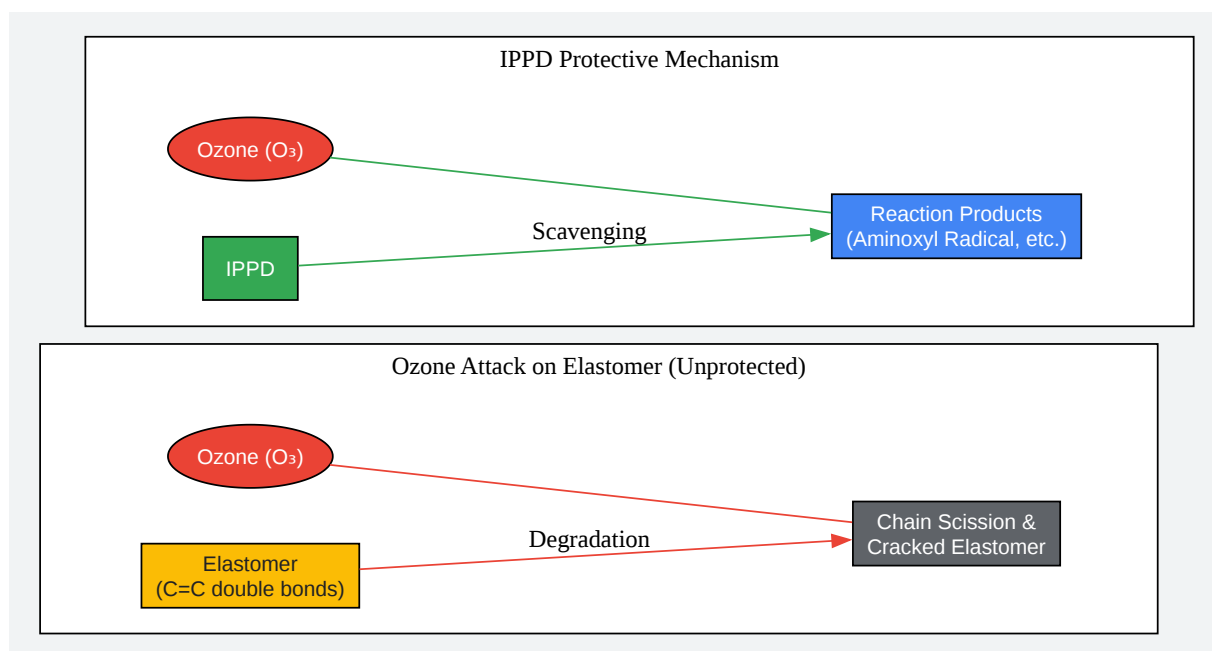 IPPD Protective Mechanism
Ozone (O₃)
Reaction Products
(Aminoxyl Radical, etc.)
Scavenging
IPPD
Ozone Attack on Elastomer (Unprotected)
Ozone (O₃)
Chain Scission &
Cracked Elastomer
Degradation
Elastomer
(C=C double bonds)